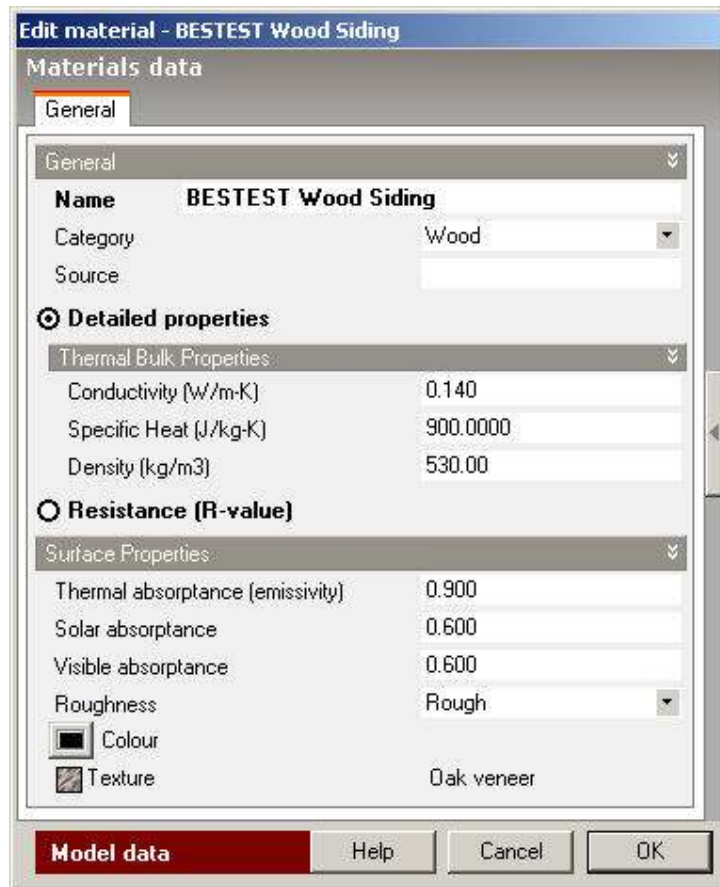 Edit material - BESTEST Wood Siding
Materials data
General
General
Name BESTEST Wood Siding
Category Wood
Source
Detailed properties
Thermal Bulk Properties
Conductivity (W/m-K) 0.140
Specific Heat (J/kg-K) 900.0000
Density (kg/m3) 530.00
Resistance (R-value)
Surface Properties
Thermal absorptance (emissivity) 0.900
Solar absorptance 0.600
Visible absorptance 0.600
Roughness Rough
Colour
Texture Oak veneer
Model data Help Cancel OK